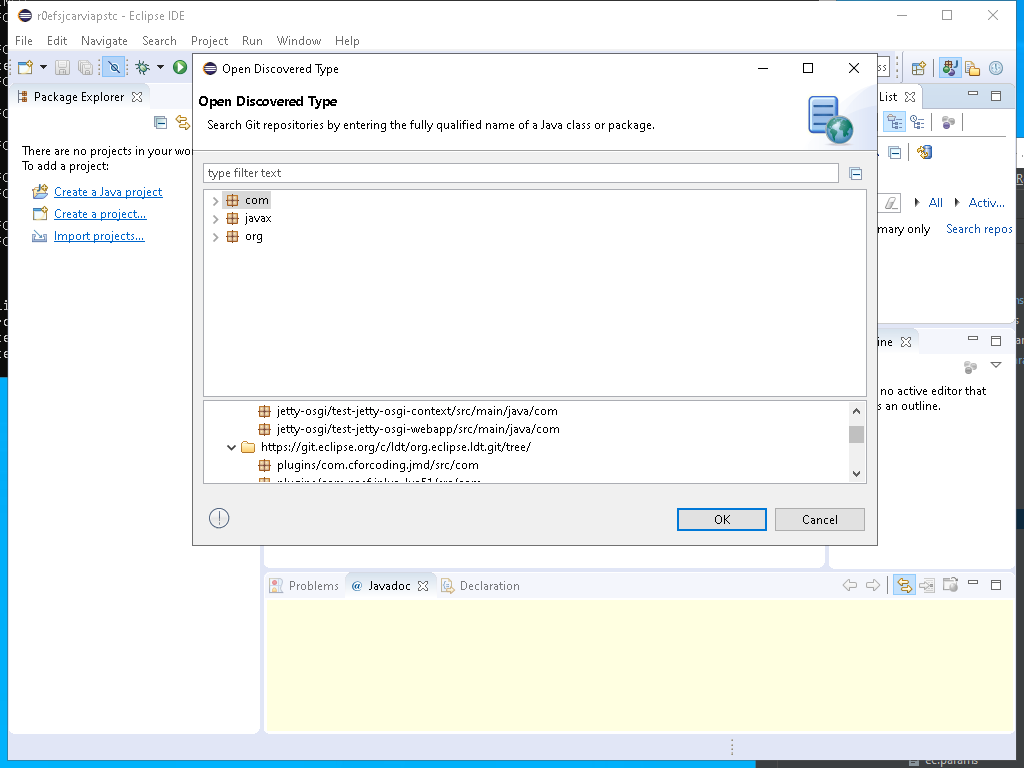 r0efsjcarviapstc - Eclipse IDE
File Edit Navigate Search Project Run Window Help
Open Discovered Type
Package Explorer
Open Discovered Type
Search Git repositories by entering the fully qualified name of a Java class or package.
List
There are no projects in your wo
To add a project:
type filter text
Create a Java project
com
All Activ...
Create a project...
javax
mary only Search repos
Import projects...
org
ine
no active editor that
s an outline.
jetty-osgi/test-jetty-osgi-context/src/main/java/com
jetty-osgi/test-jetty-osgi-webapp/src/main/java/com
https://git.eclipse.org/c/ldt/org.eclipse.ldt.git/tree/
plugins/com.cforcoding.jmd/src/com
OK Cancel
Problems @ Javadoc Declaration
ec.params